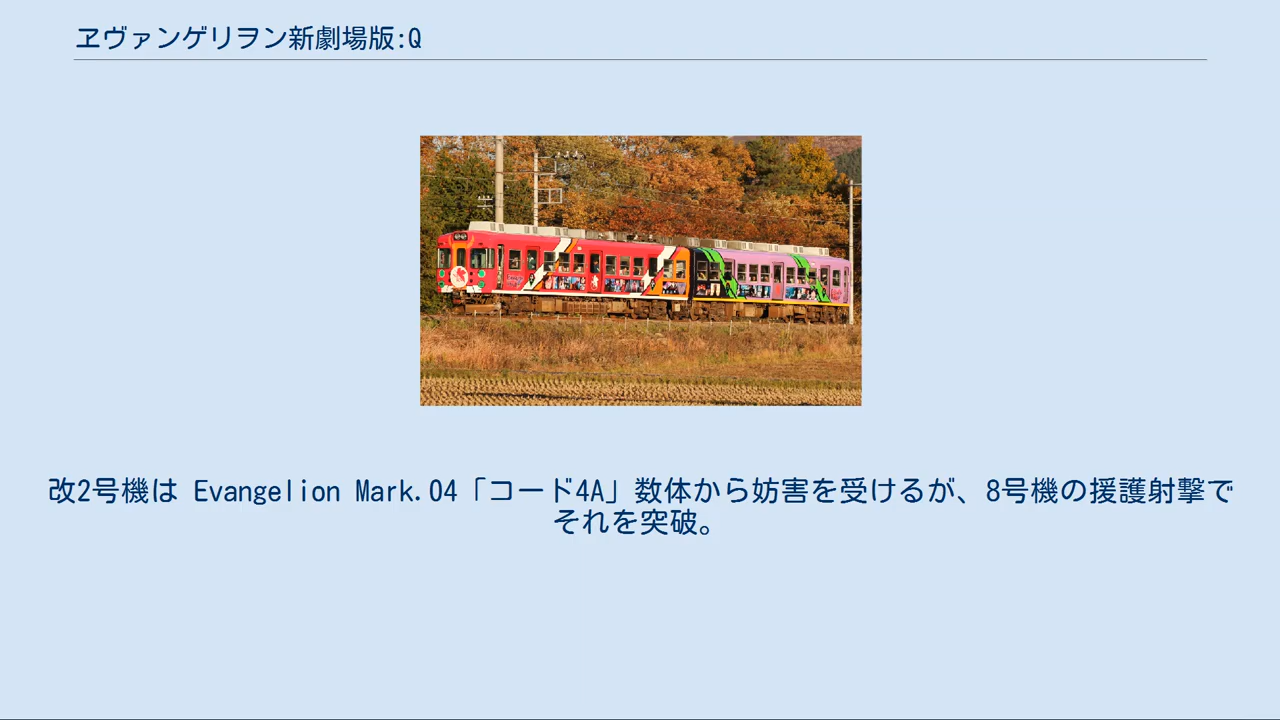 ヱヴァンゲリヲン新劇場版:Q
改2号機は Evangelion Mark.04「コード4A」数体から妨害を受けるが、8号機の援護射撃で
それを突破。